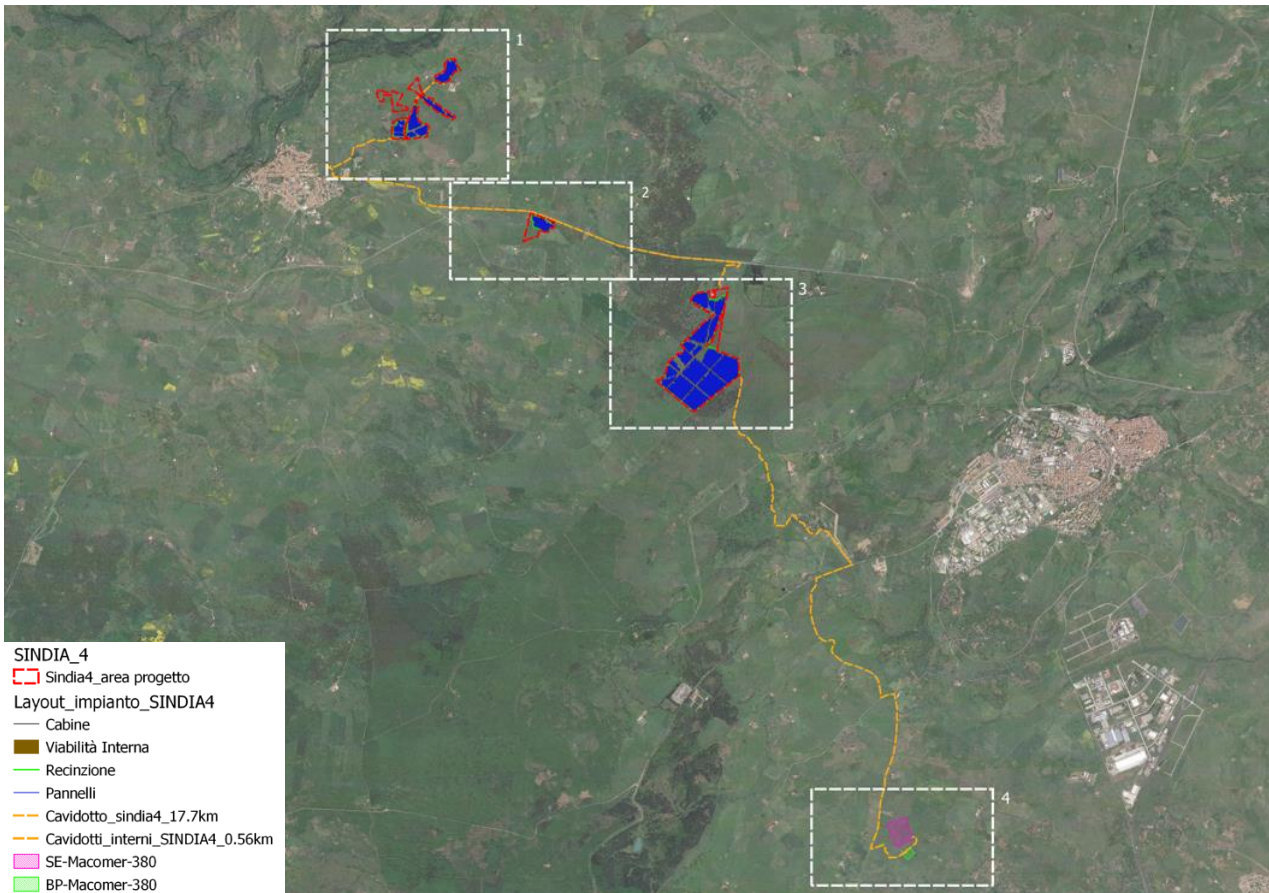 1
2
3
4
SINDIA_4
Sindia4_area progetto
Layout_impianto_SINDIA4
Cabine
Viabilità Interna
Recinzione
Pannelli
Cavidotto_sindia4_17.7km
Cavidotti_interni_SINDIA4_0.56km
SE-Macomer-380
BP-Macomer-380